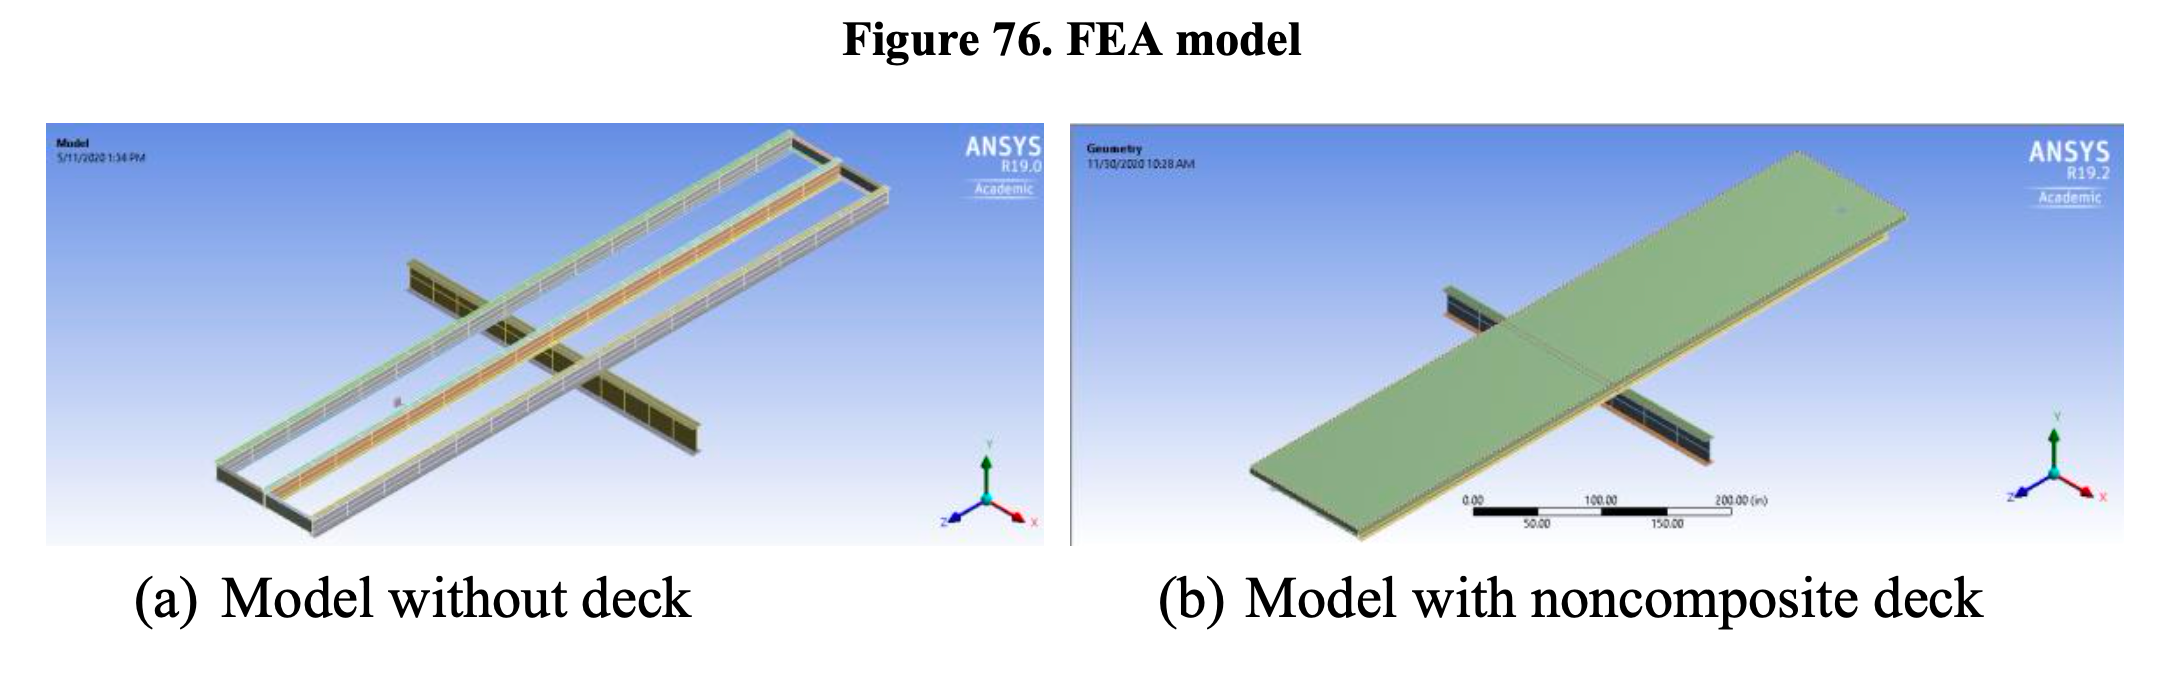 Figure 76. FEA model
Model
5/11/2020 1:34 PM
ANSYS
R19.0
Academic
Y
Z
X
Geometry
11/30/2020 10:28 AM
ANSYS
R19.2
Academic
0.00 100.00 200.00 (in)
50.00 150.00
Y
Z
X
(a) Model without deck
(b) Model with noncomposite deck